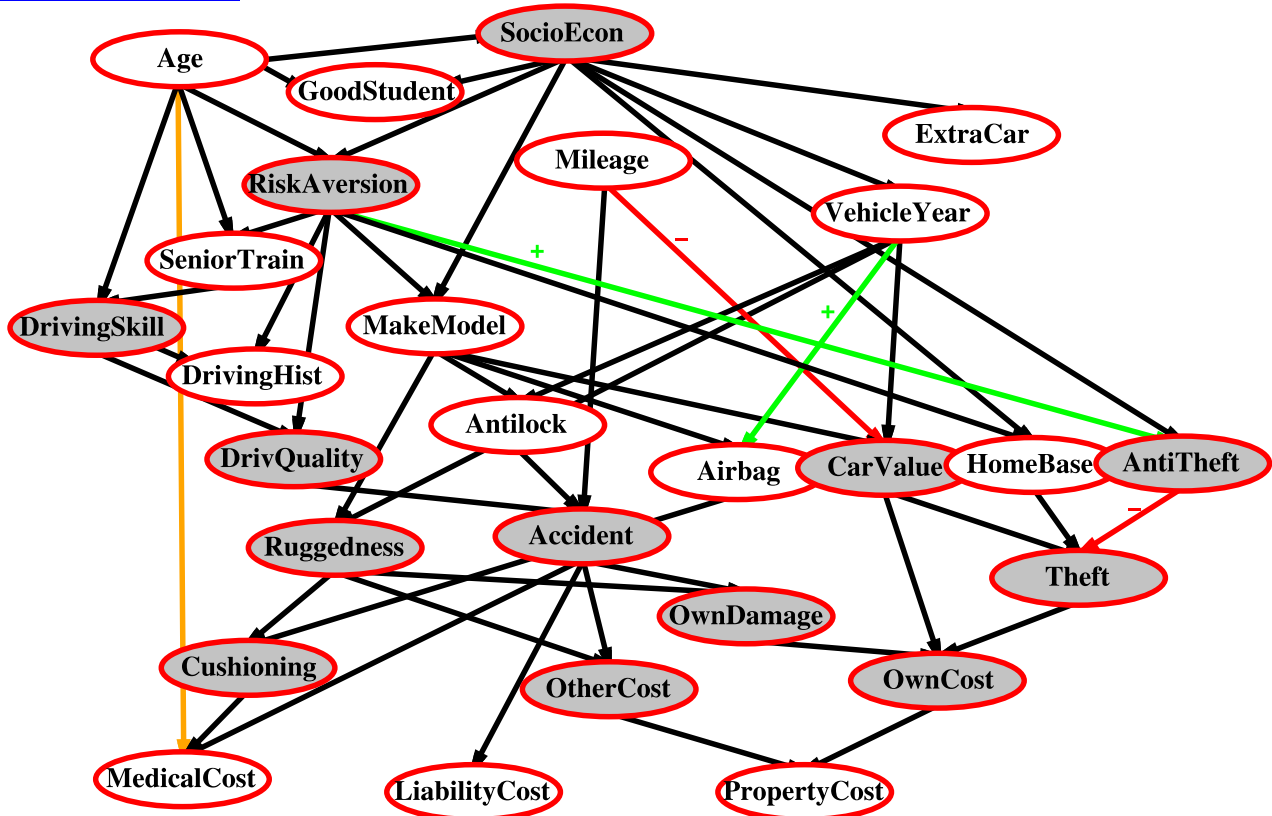 SocioEcon
Age
GoodStudent
ExtraCar
Mileage
RiskAversion
VehicleYear
+
−
SeniorTrain
+
DrivingSkill
MakeModel
DrivingHist
Antilock
DrivQuality
Airbag
CarValue
HomeBase
AntiTheft
−
Accident
Ruggedness
Theft
OwnDamage
Cushioning
OtherCost
OwnCost
MedicalCost
LiabilityCost
PropertyCost